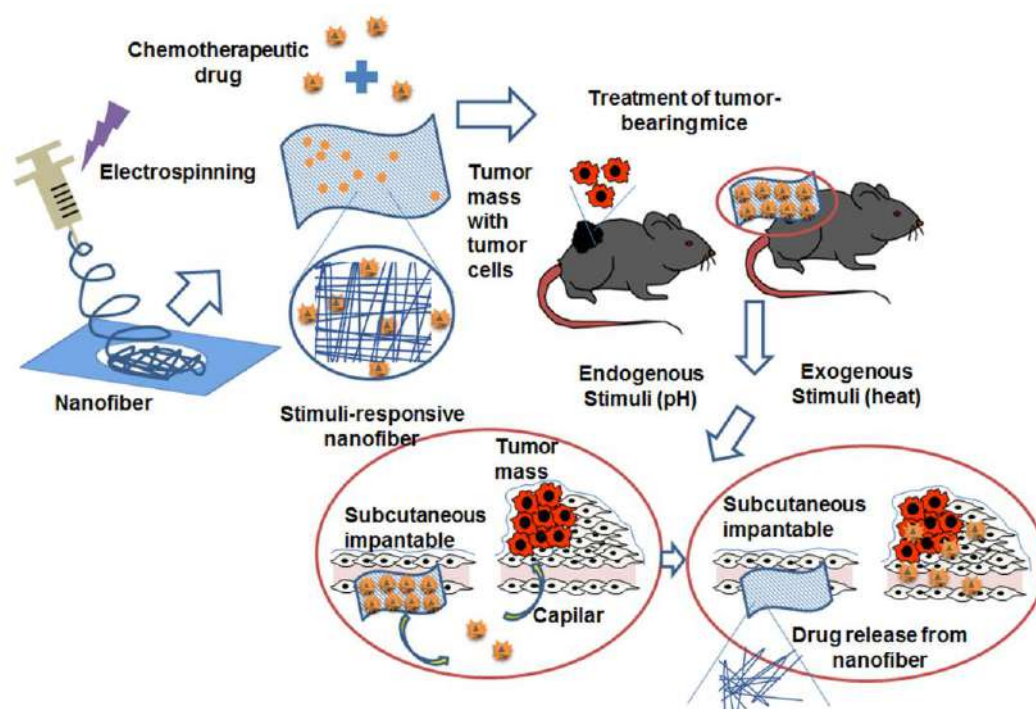 Chemotherapeutic
drug
Electrospinning
Nanofiber
Stimuli-responsive
nanofiber
Treatment of tumor-
bearing mice
Tumor
mass
with
tumor
cells
Endogenous
Stimuli (pH)
Exogenous
Stimuli (heat)
Tumor
mass
Subcutaneous
impantable
Capilar
Subcutaneous
impantable
Drug release from
nanofiber